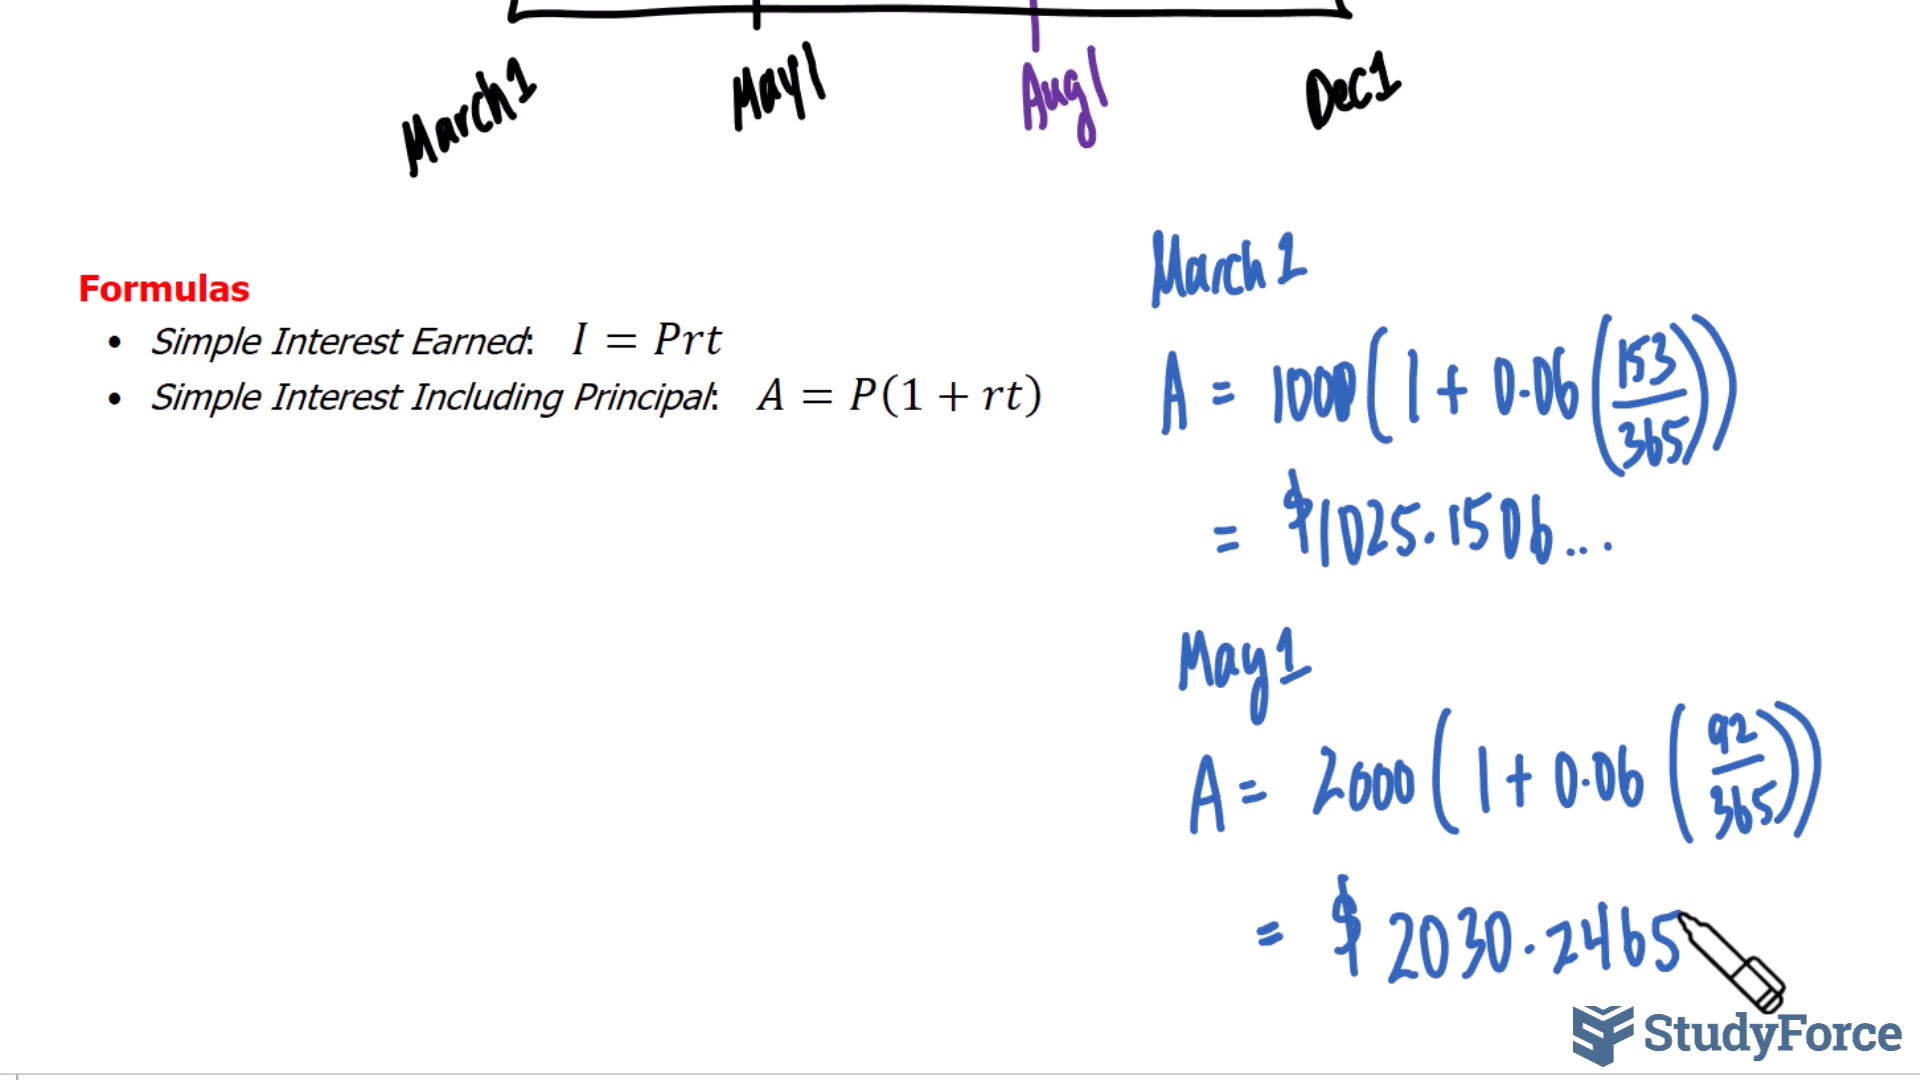 March 1
May 1
Aug 1
Dec 1
Formulas
• Simple Interest Earned: I = Prt
• Simple Interest Including Principal: A = P(1 + rt)
March 1
A = 1000 (1 + 0.06 (153/365))
= $1025.1506...
May 1
A = 2000 (1 + 0.06 (92/365))
= $2030.2465
StudyForce